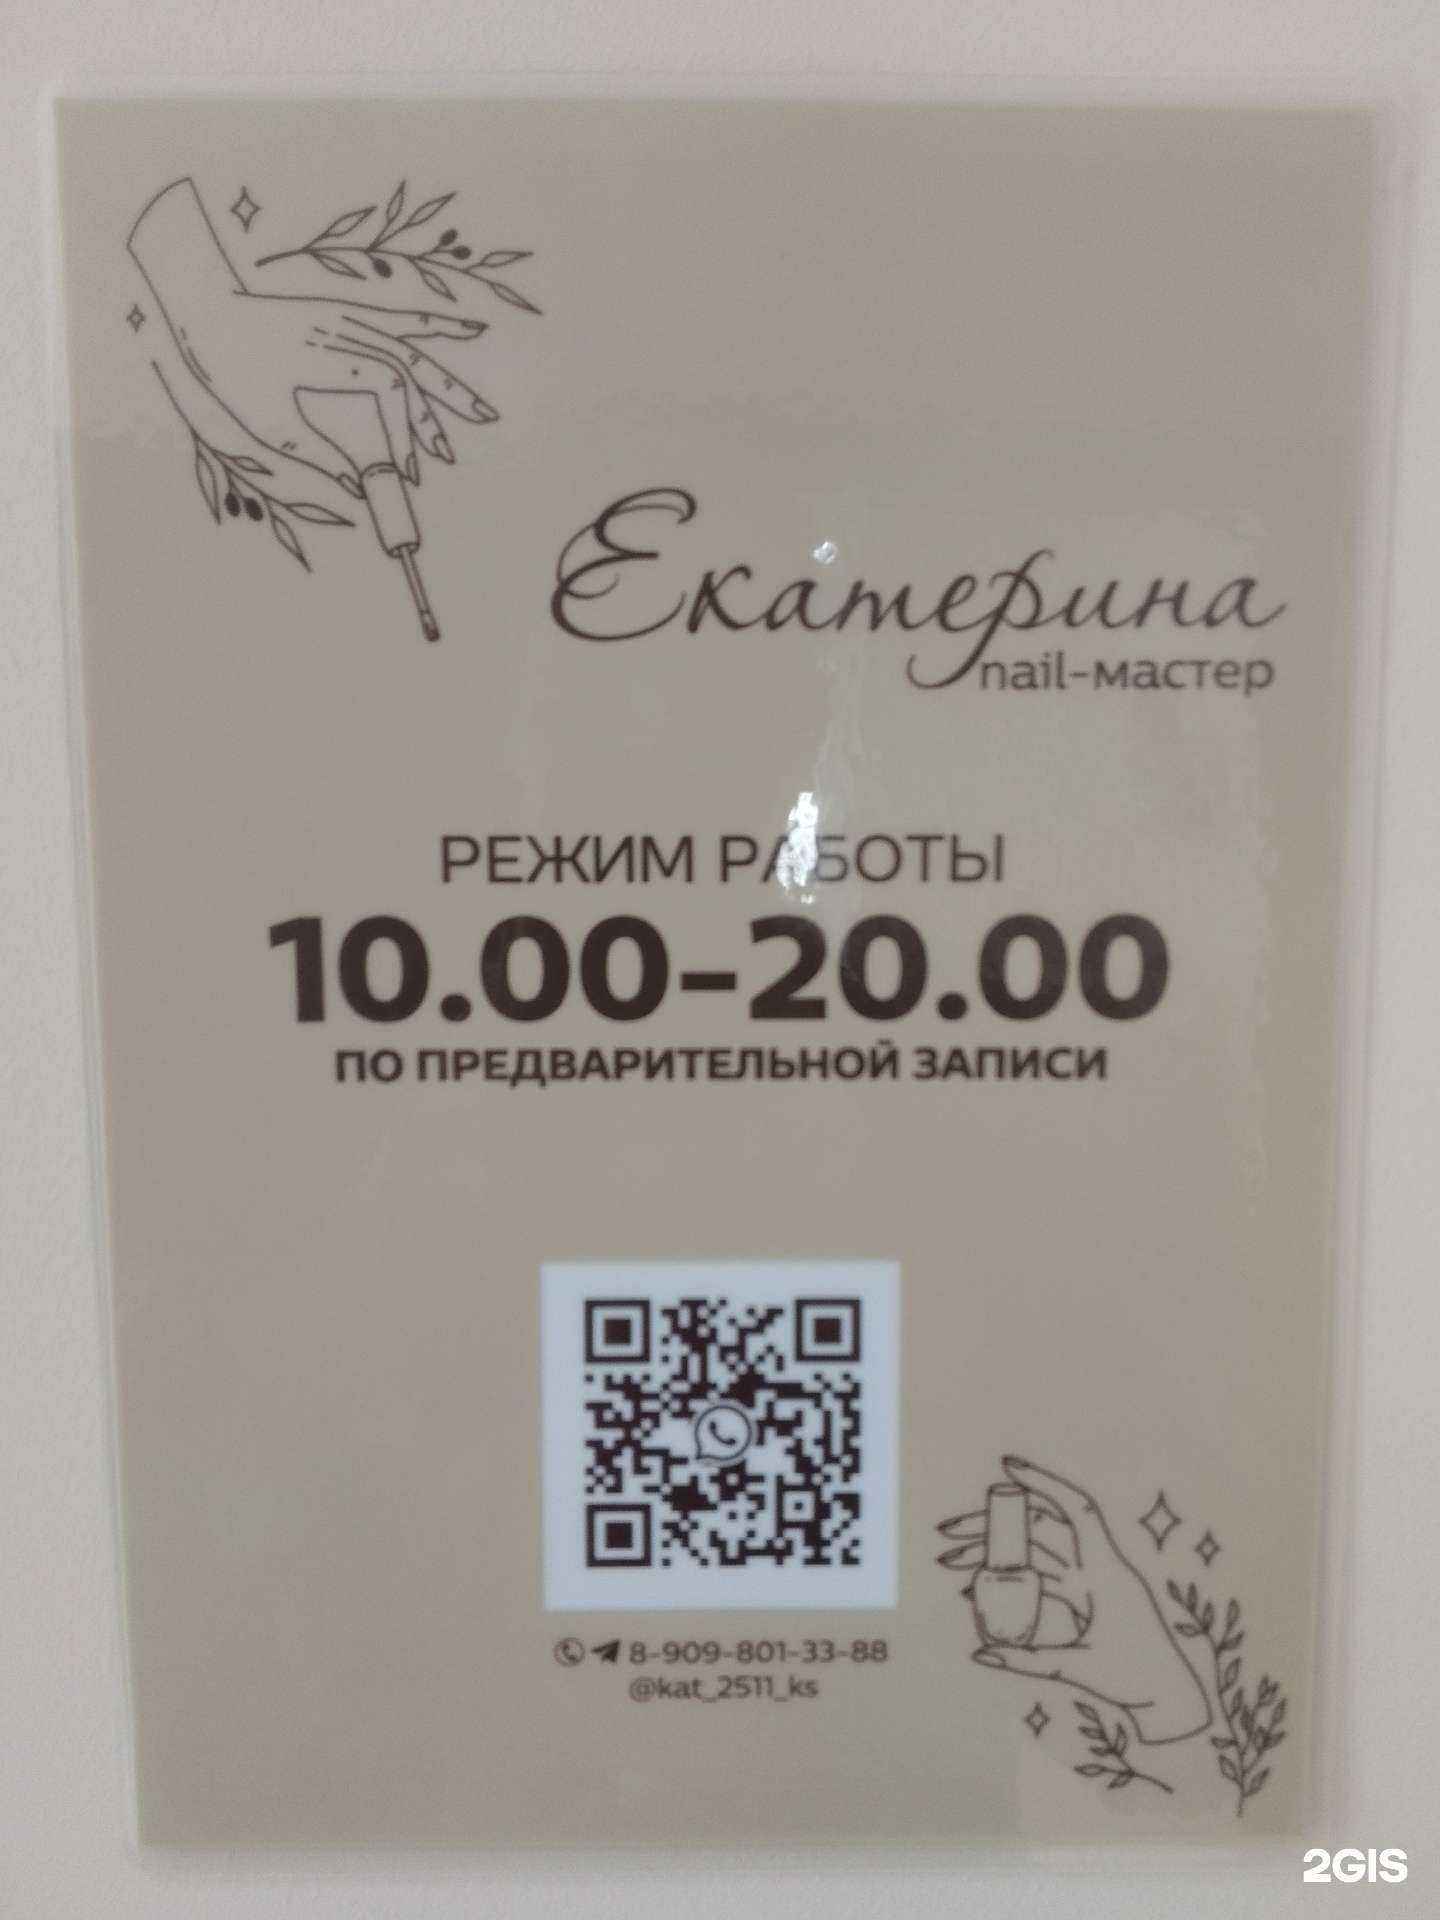 Екатерина
nail-мастер
РЕЖИМ РАБОТЫ
10.00-20.00
ПО ПРЕДВАРИТЕЛЬНОЙ ЗАПИСИ
8-909-801-33-88
@kat_2511_ks
2GIS